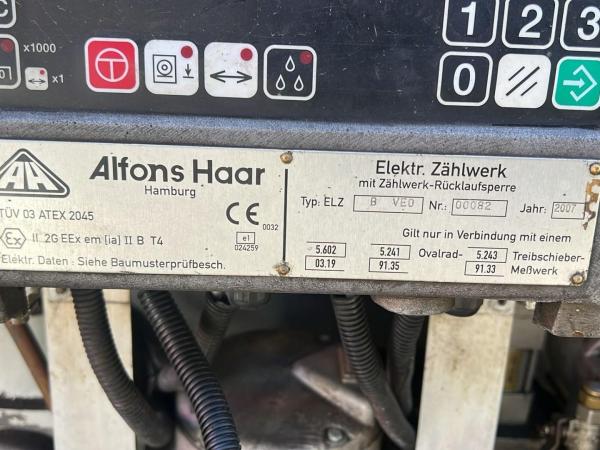 C
x1000
x1
1 2 3
0
AH
Alfons Haar
Hamburg
TÜV 03 ATEX 2045
CE 0032
Ex II 2G EEx em [ia] II B T4
e1
024259
Elektr. Daten : Siehe Baumusterprüfbesch.
Elektr. Zählwerk
mit Zählwerk-Rücklaufsperre
Typ: ELZ B VEO Nr.: 00082 Jahr: 2007
Gilt nur in Verbindung mit einem
5.602 5.241 Ovalrad- 5.243 Treibschieber-
03.19 91.35 91.33 Meßwerk